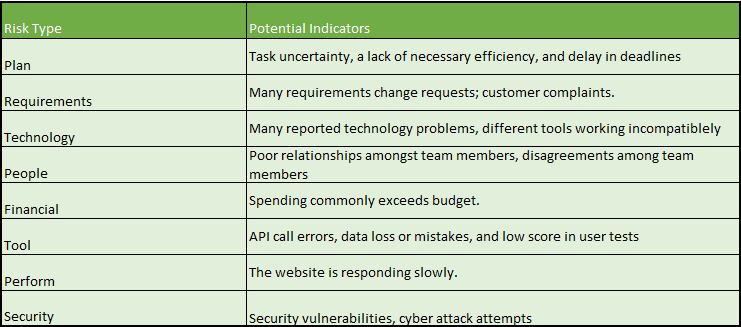 Risk Type Potential Indicators
Plan Task uncertainty, a lack of necessary efficiency, and delay in deadlines
Requirements Many requirements change requests; customer complaints.
Technology Many reported technology problems, different tools working incompatiblely
People Poor relationships amongst team members, disagreements among team
members
Financial Spending commonly exceeds budget.
Tool API call errors, data loss or mistakes, and low score in user tests
Perform The website is responding slowly.
Security Security vulnerabilities, cyber attack attempts